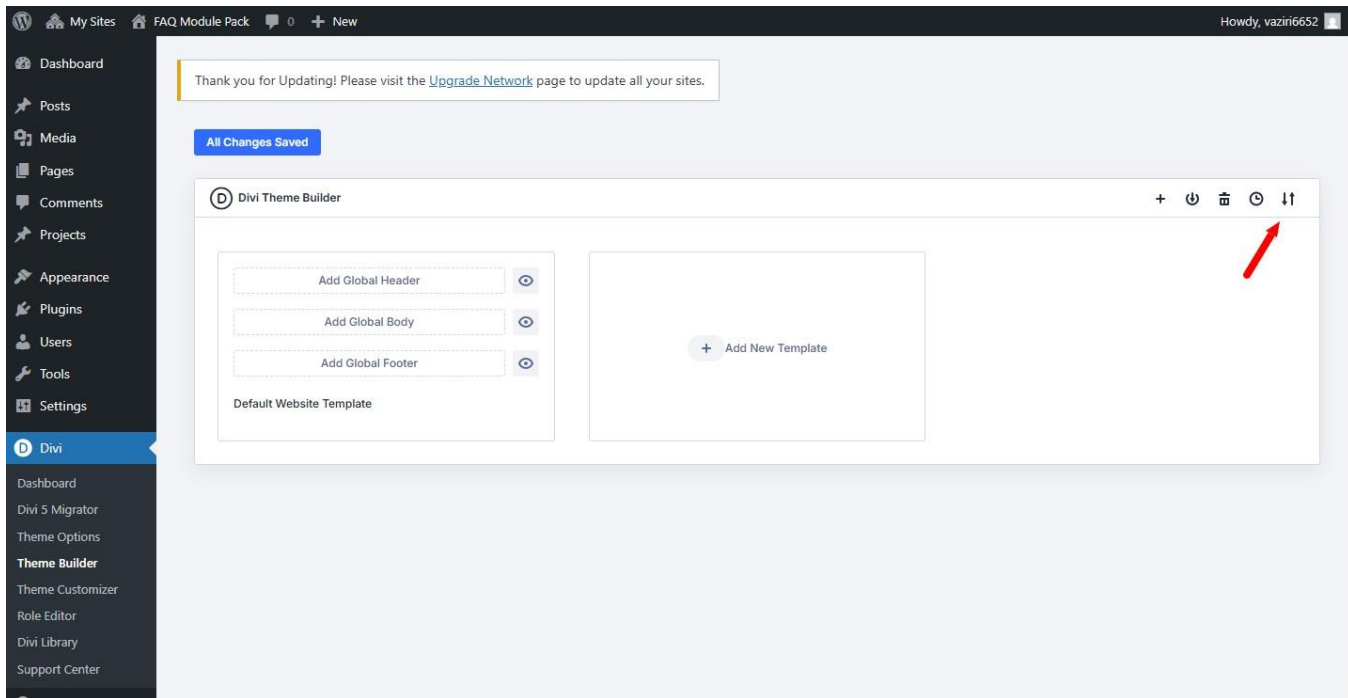 My Sites FAQ Module Pack 0 + New Howdy, vaziri6652
Dashboard
Posts
Media
Pages
Comments
Projects
Appearance
Plugins
Users
Tools
Settings
D Divi
Dashboard
Divi 5 Migrator
Theme Options
Theme Builder
Theme Customizer
Role Editor
Divi Library
Support Center
Thank you for Updating! Please visit the Upgrade Network page to update all your sites.
All Changes Saved
D Divi Theme Builder
Add Global Header
Add Global Body
Add Global Footer
Default Website Template
+ Add New Template